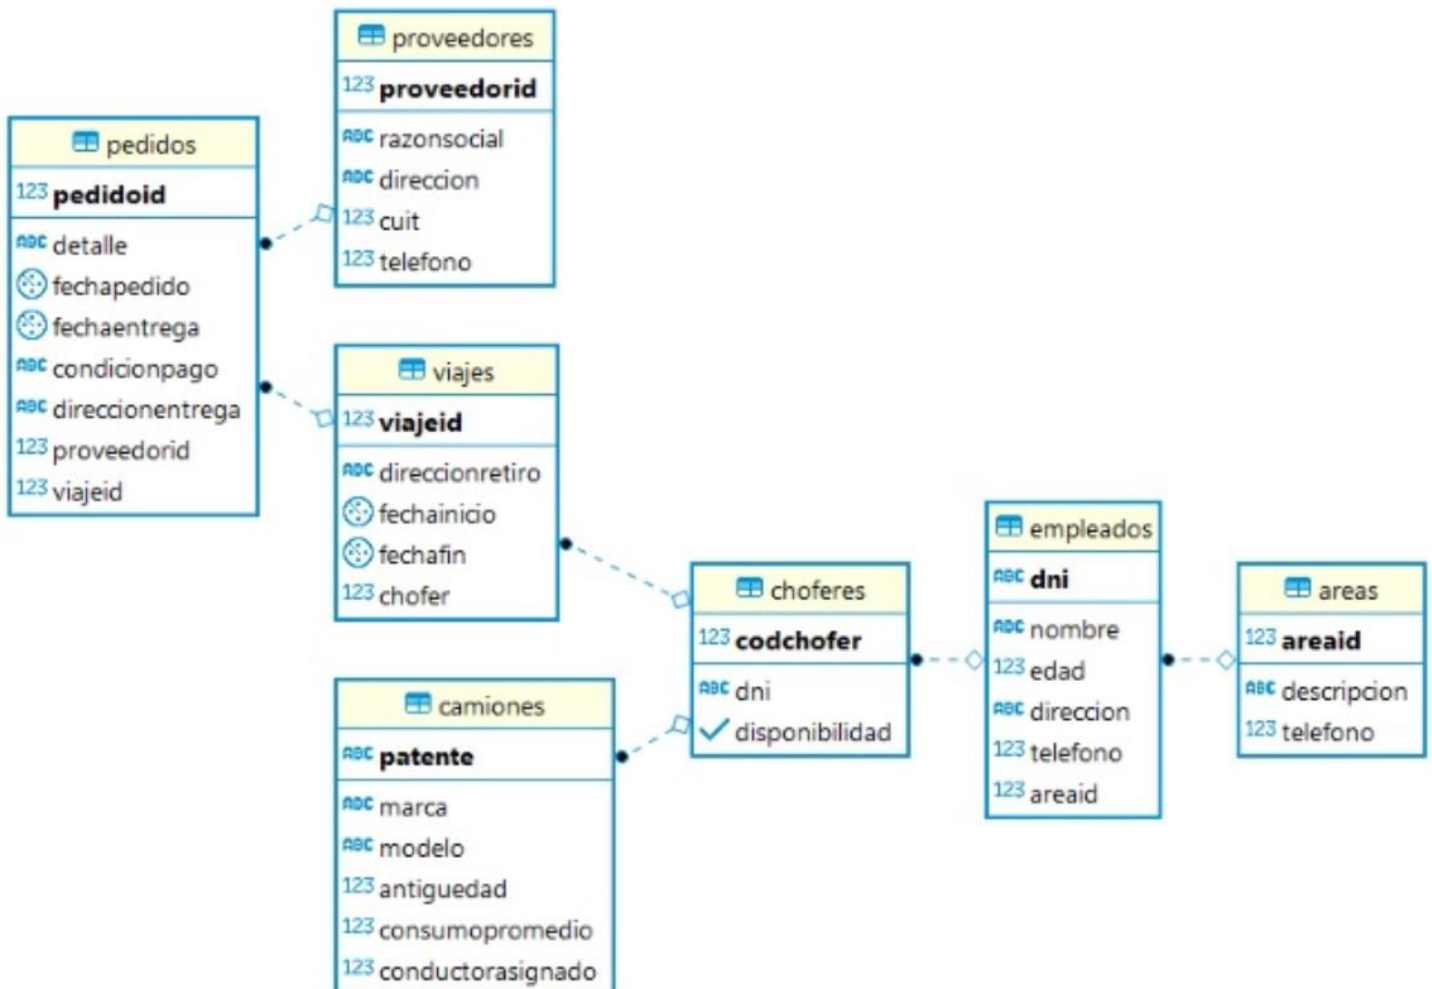 proveedores
123 proveedorid
ABC razonsocial
ABC direccion
123 cuit
123 telefono
pedidos
123 pedidoid
ABC detalle
fechapedido
fechaentrega
ABC condicionpago
ABC direccionentrega
123 proveedorid
123 viajeid
viajes
123 viajeid
ABC direccionretiro
fechainicio
fechafin
123 chofer
camiones
ABC patente
ABC marca
ABC modelo
123 antiguedad
123 consumopromedio
123 conductorasignado
choferes
123 codchofer
ABC dni
disponibilidad
empleados
ABC dni
ABC nombre
123 edad
ABC direccion
123 telefono
123 areaid
areas
123 areaid
ABC descripcion
123 telefono